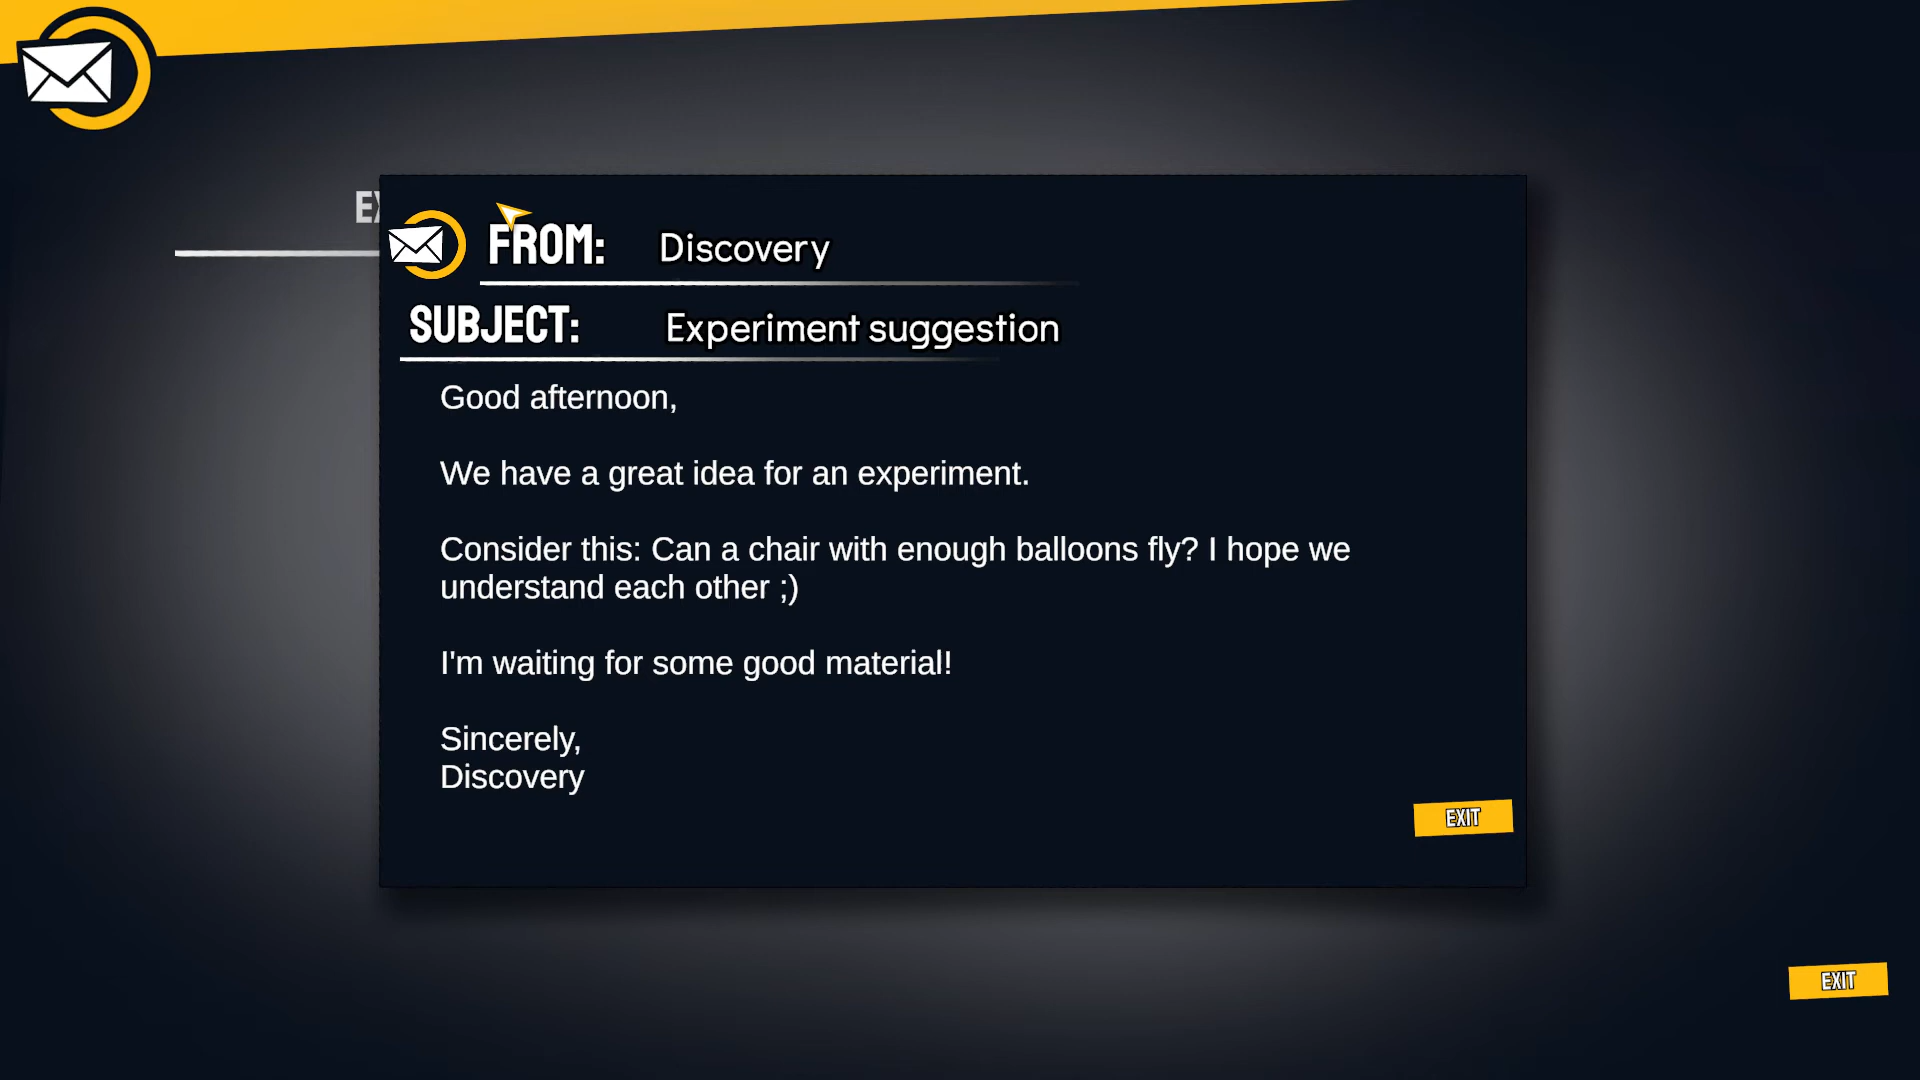 EX
FROM: Discovery
SUBJECT: Experiment suggestion
Good afternoon,
We have a great idea for an experiment.
Consider this: Can a chair with enough balloons fly? I hope we
understand each other ;)
I'm waiting for some good material!
Sincerely,
Discovery
EXIT
EXIT